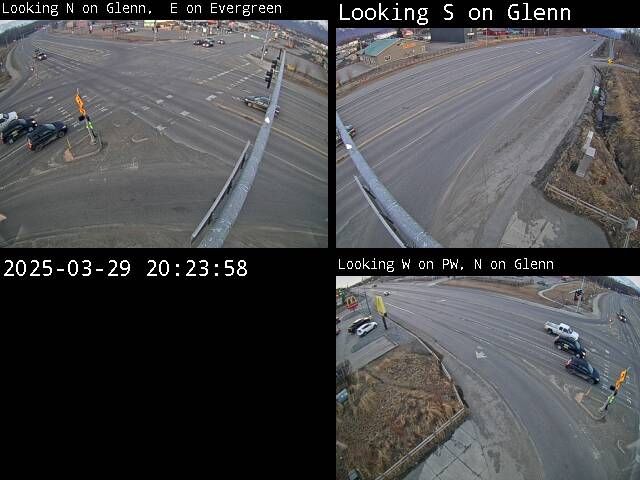 Looking N on Glenn,  E on Evergreen
Looking S on Glenn
2025-03-29 20:23:58
Looking W on PW, N on Glenn